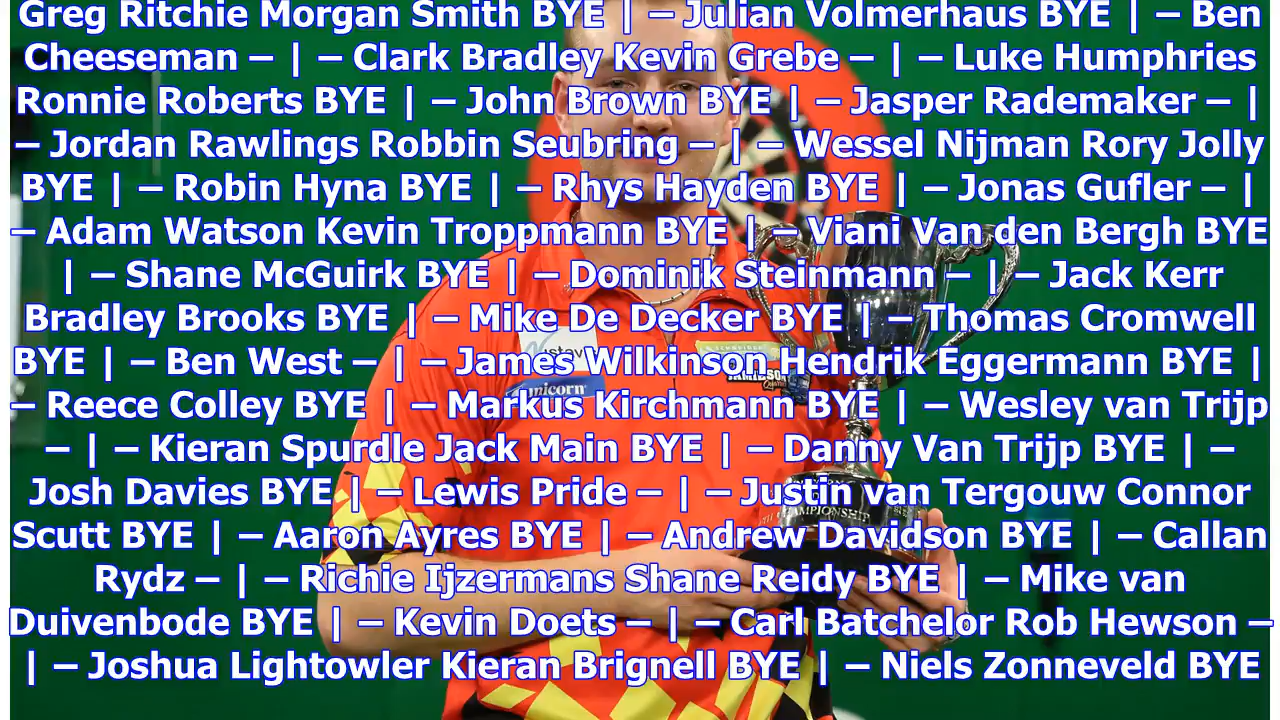 Greg Ritchie Morgan Smith BYE | – Julian Volmerhaus BYE | – Ben
Cheeseman – | – Clark Bradley Kevin Grebe – | – Luke Humphries
Ronnie Roberts BYE | – John Brown BYE | – Jasper Rademaker – |
– Jordan Rawlings Robbin Seubring – | – Wessel Nijman Rory Jolly
BYE | – Robin Hyna BYE | – Rhys Hayden BYE | – Jonas Gufler – |
– Adam Watson Kevin Troppmann BYE | – Viani Van den Bergh BYE
| – Shane McGuirk BYE | – Dominik Steinmann – | – Jack Kerr
Bradley Brooks BYE | – Mike De Decker BYE | – Thomas Cromwell
BYE | – Ben West – | – James Wilkinson Hendrik Eggermann BYE |
– Reece Colley BYE | – Markus Kirchmann BYE | – Wesley van Trijp
– | – Kieran Spurdle Jack Main BYE | – Danny Van Trijp BYE | –
Josh Davies BYE | – Lewis Pride – | – Justin van Tergouw Connor
Scutt BYE | – Aaron Ayres BYE | – Andrew Davidson BYE | – Callan
Rydz – | – Richie Ijzermans Shane Reidy BYE | – Mike van
Duivenbode BYE | – Kevin Doets – | – Carl Batchelor Rob Hewson –
| – Joshua Lightowler Kieran Brignell BYE | – Niels Zonneveld BYE
unicorn